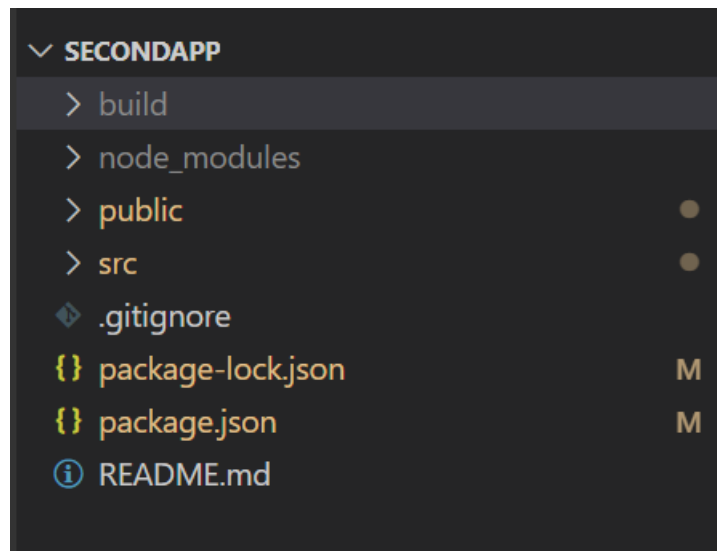 SECONDAPP
build
node_modules
public
src
.gitignore
package-lock.json M
package.json M
README.md